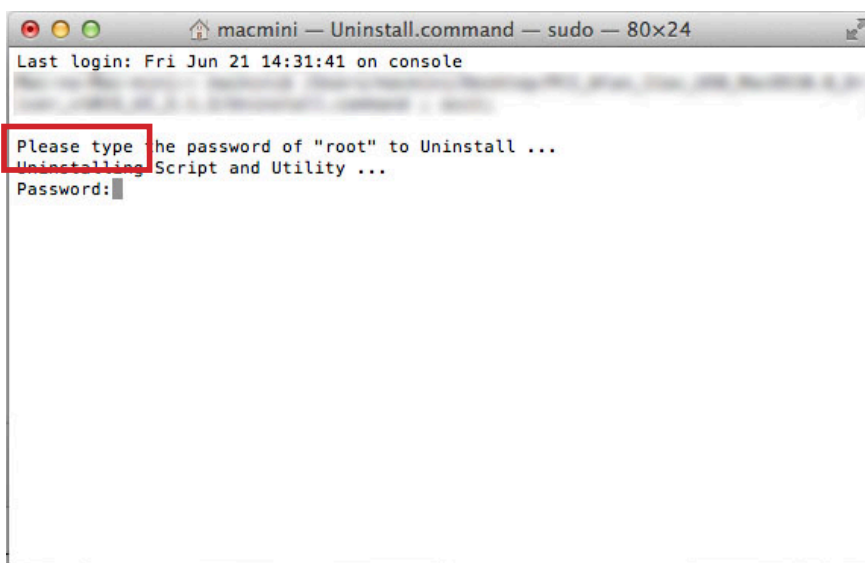 macmini — Uninstall.command — sudo — 80×24
Last login: Fri Jun 21 14:31:41 on console
Please type the password of "root" to Uninstall ...
Uninstalling Script and Utility ...
Password: